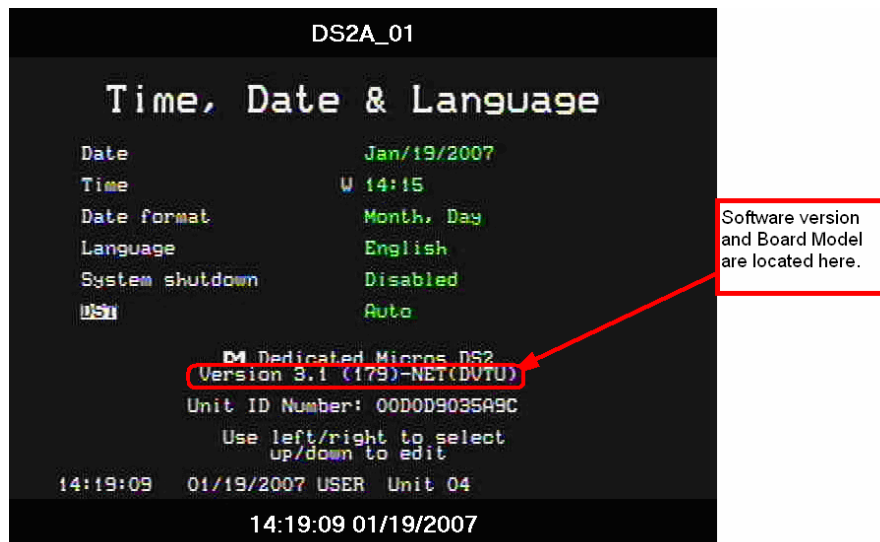 DS2A_01
Time, Date & Language
Date Jan/19/2007
Time W 14:15
Date format Month, Day
Language English
System shutdown Disabled
DST Auto
Software version
and Board Model
are located here.
DM Dedicated Micros DS2
Version 3.1 (179)-NET(DVTU)
Unit ID Number: 00D0D9035A9C
Use left/right to select
up/down to edit
14:19:09 01/19/2007 USER Unit 04
14:19:09 01/19/2007